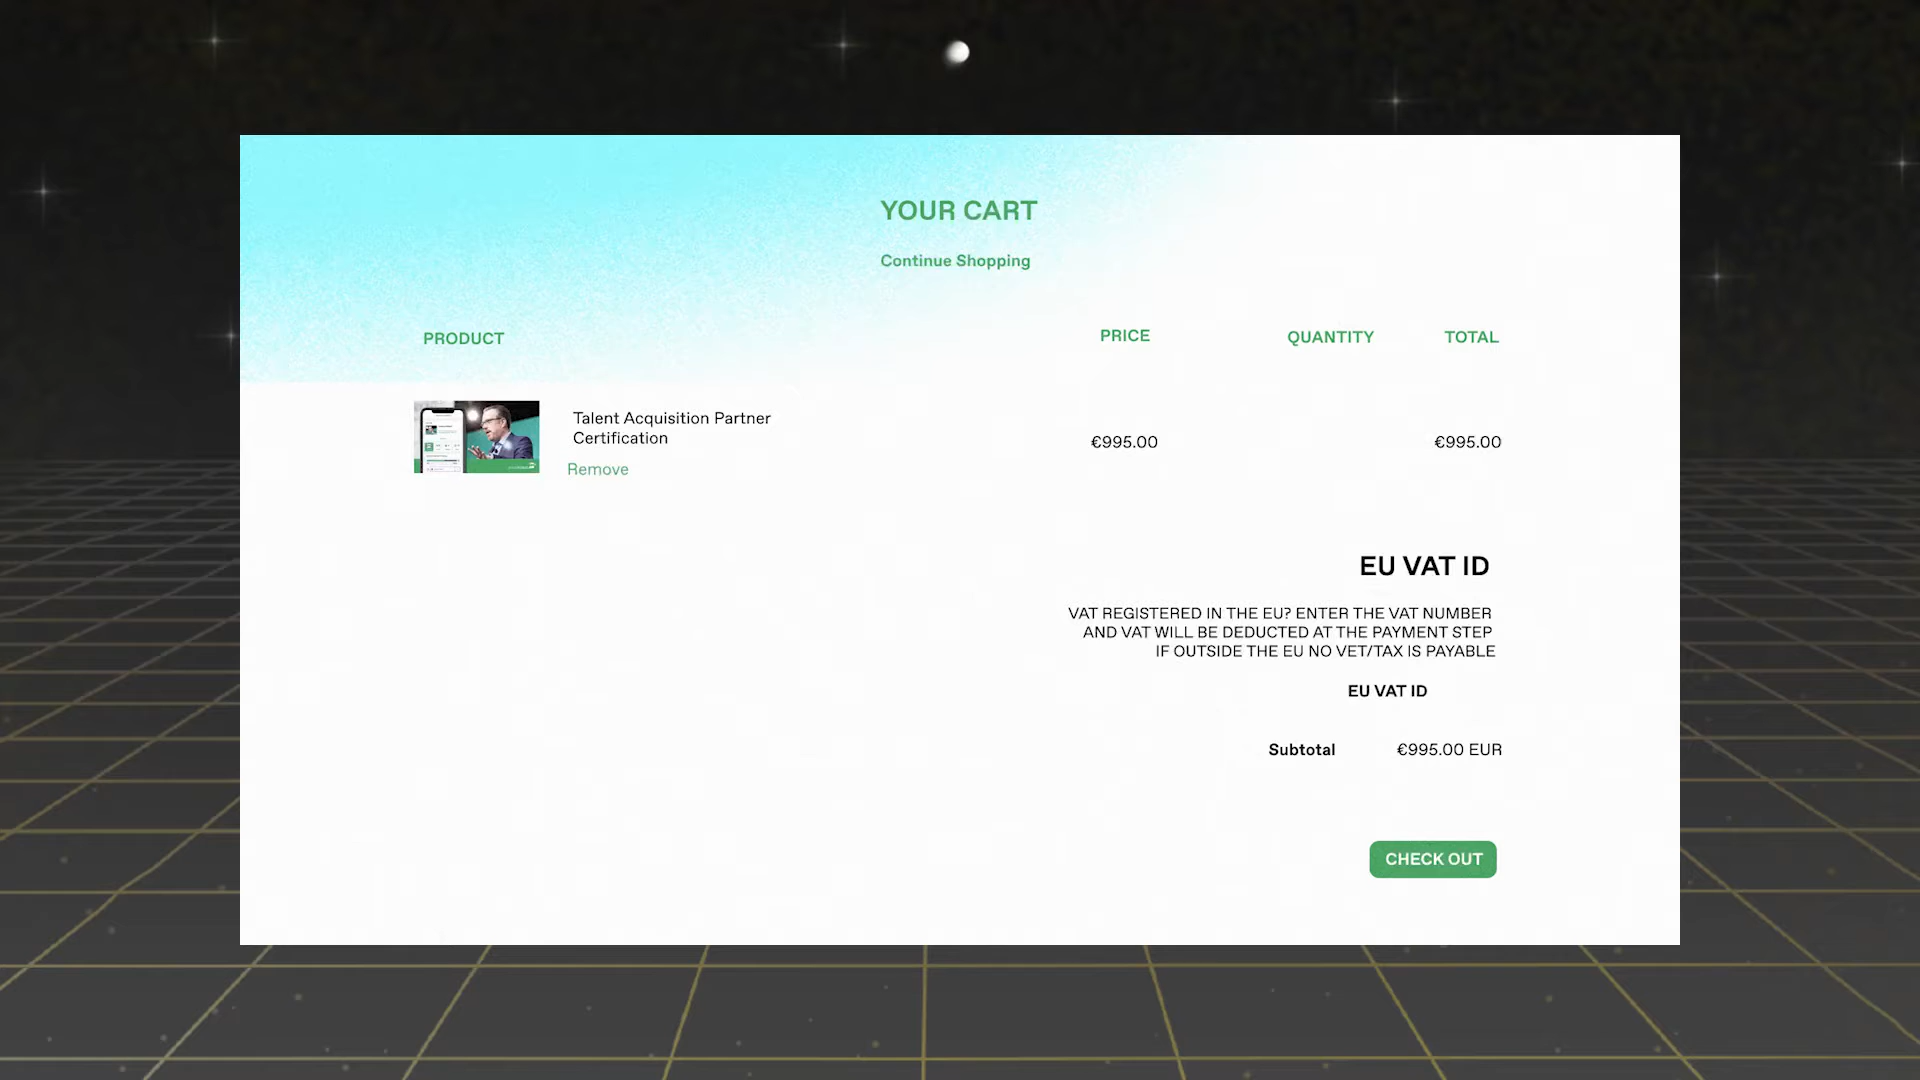 YOUR CART
Continue Shopping
PRODUCT PRICE QUANTITY TOTAL
Talent Acquisition Partner
Certification
€995.00 €995.00
Remove
EU VAT ID
VAT REGISTERED IN THE EU? ENTER THE VAT NUMBER
AND VAT WILL BE DEDUCTED AT THE PAYMENT STEP
IF OUTSIDE THE EU NO VET/TAX IS PAYABLE
EU VAT ID
Subtotal €995.00 EUR
CHECK OUT